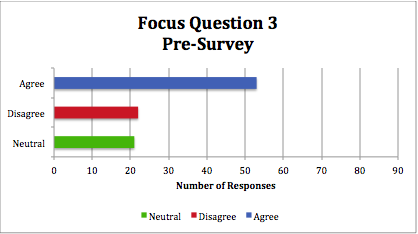 Focus Question 3
Pre-Survey
Agree
Disagree
Neutral
0 10 20 30 40 50 60 70 80 90
Number of Responses
Neutral Disagree Agree